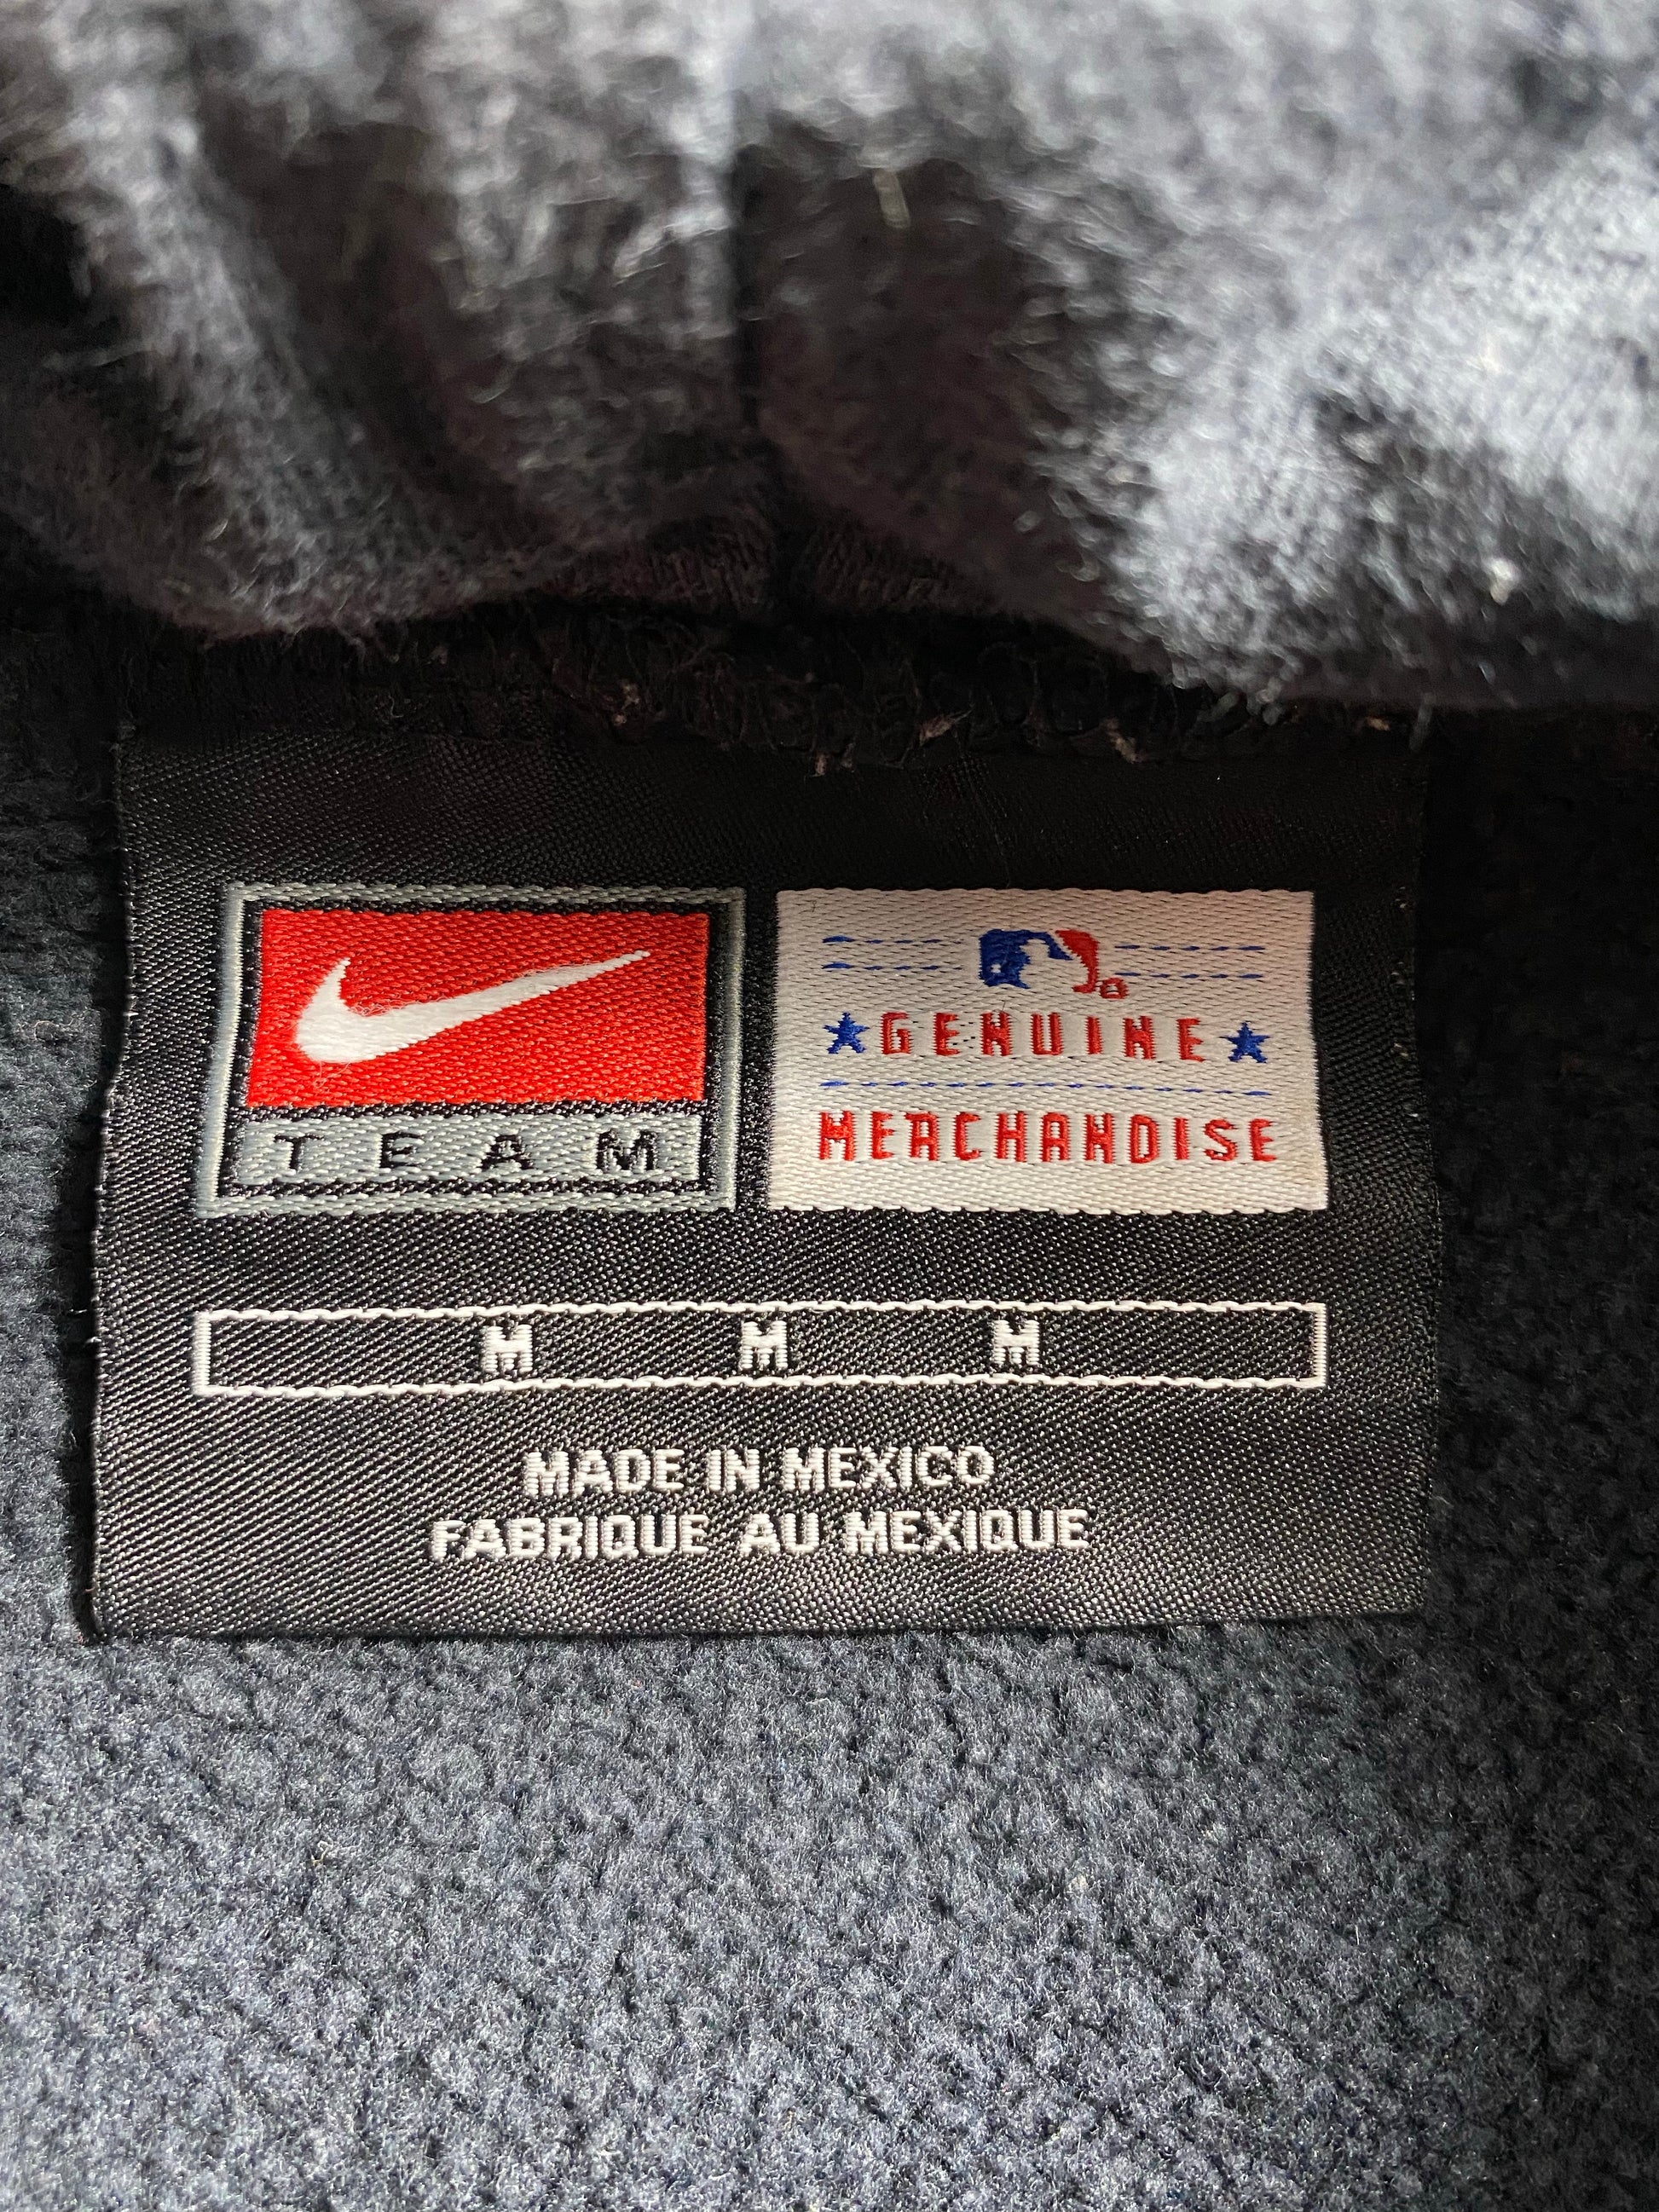 TEAM
GENUINE
MERCHANDISE
M M M
MADE IN MEXICO
FABRIQUE AU MEXIQUE